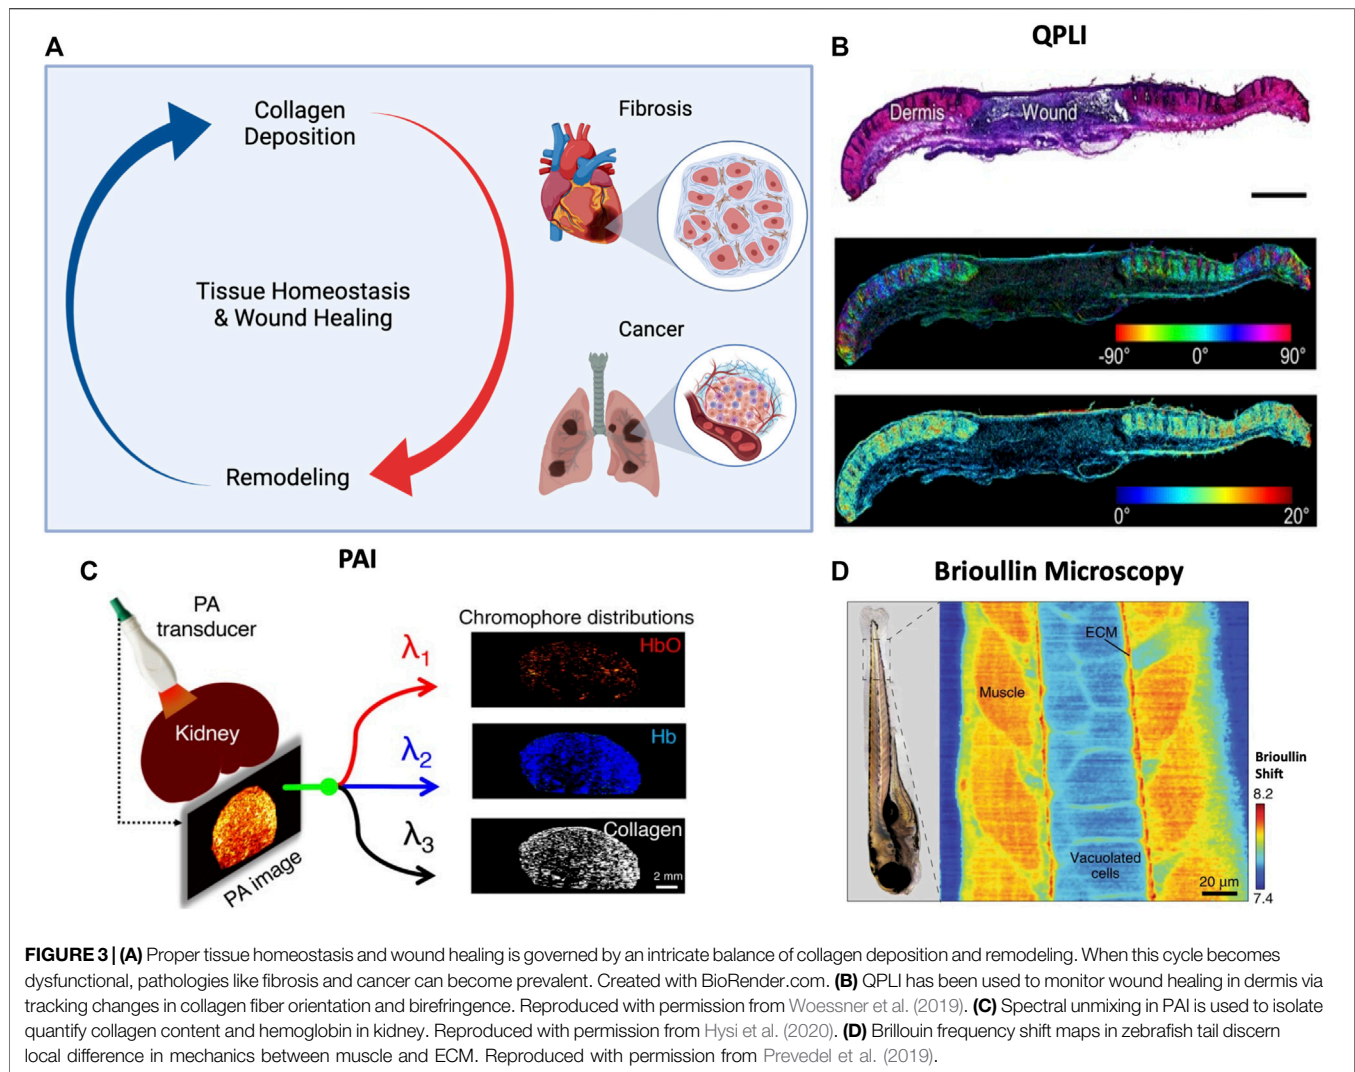 A
Collagen
Deposition
Tissue Homeostasis
& Wound Healing
Remodeling
Fibrosis
Cancer
B
QPLI
Dermis
Wound
-90° 0° 90°
0° 20°
C
PAI
PA
transducer
Kidney
PA image
λ1
λ2
λ3
Chromophore distributions
HbO
Hb
Collagen
2 mm
D
Brioullin Microscopy
ECM
Muscle
Vacuolated
cells
20 µm
Brioullin
Shift
8.2
7.4
FIGURE 3 | (A) Proper tissue homeostasis and wound healing is governed by an intricate balance of collagen deposition and remodeling. When this cycle becomes
dysfunctional, pathologies like fibrosis and cancer can become prevalent. Created with BioRender.com. (B) QPLI has been used to monitor wound healing in dermis via
tracking changes in collagen fiber orientation and birefringence. Reproduced with permission from Woessner et al. (2019). (C) Spectral unmixing in PAI is used to isolate
quantify collagen content and hemoglobin in kidney. Reproduced with permission from Hysi et al. (2020). (D) Brillouin frequency shift maps in zebrafish tail discern
local difference in mechanics between muscle and ECM. Reproduced with permission from Prevedel et al. (2019).